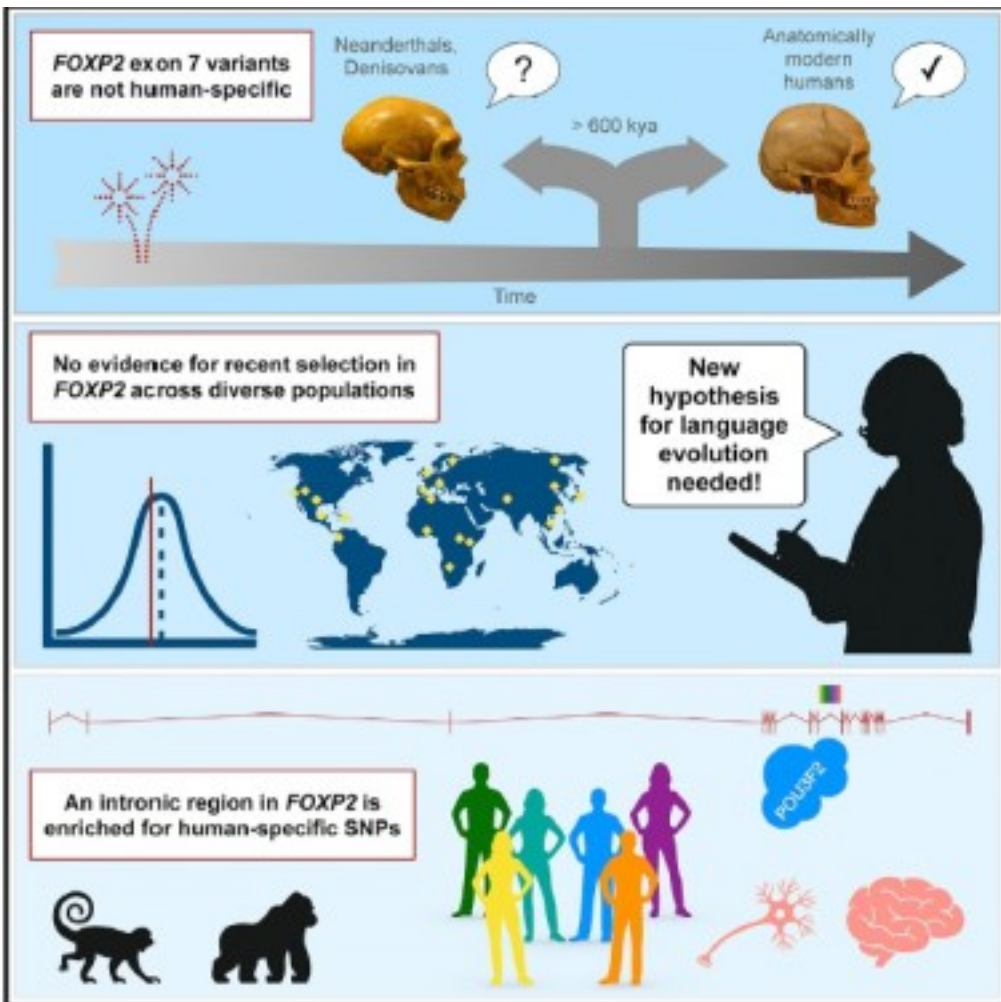 FOXP2 exon 7 variants
are not human-specific
Neanderthals,
Denisovans
?
> 600 kya
Anatomically
modern
humans
✓
Time
No evidence for recent selection in
FOXP2 across diverse populations
New
hypothesis
for language
evolution
needed!
An intronic region in FOXP2 is
enriched for human-specific SNPs
POU3F2